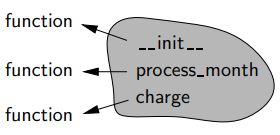 function
__init__
function
process_month
charge
function